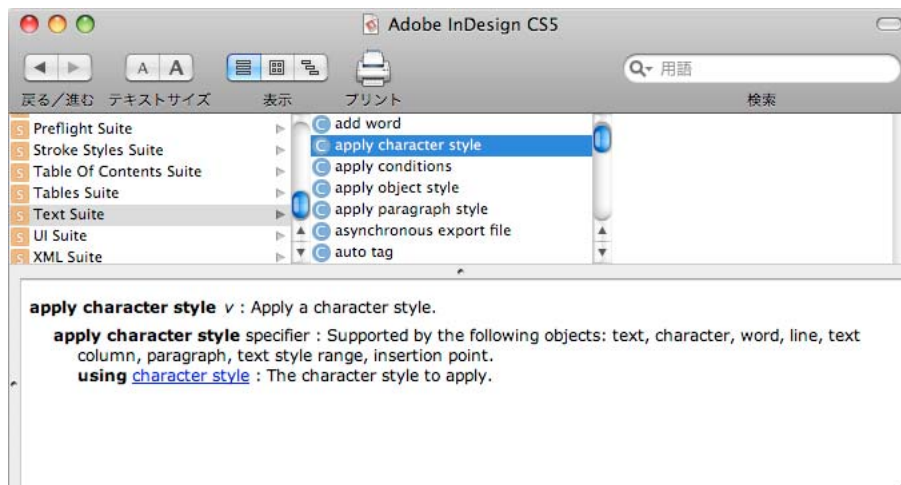 Adobe InDesign CS5
A A
用語
戻る／進む テキストサイズ 表示 プリント 検索
S Preflight Suite
S Stroke Styles Suite
S Table Of Contents Suite
S Tables Suite
S Text Suite
S UI Suite
S XML Suite
C add word
C apply character style
C apply conditions
C apply object style
C apply paragraph style
C asynchronous export file
C auto tag
apply character style v : Apply a character style.
apply character style specifier : Supported by the following objects: text, character, word, line, text
column, paragraph, text style range, insertion point.
using character style : The character style to apply.